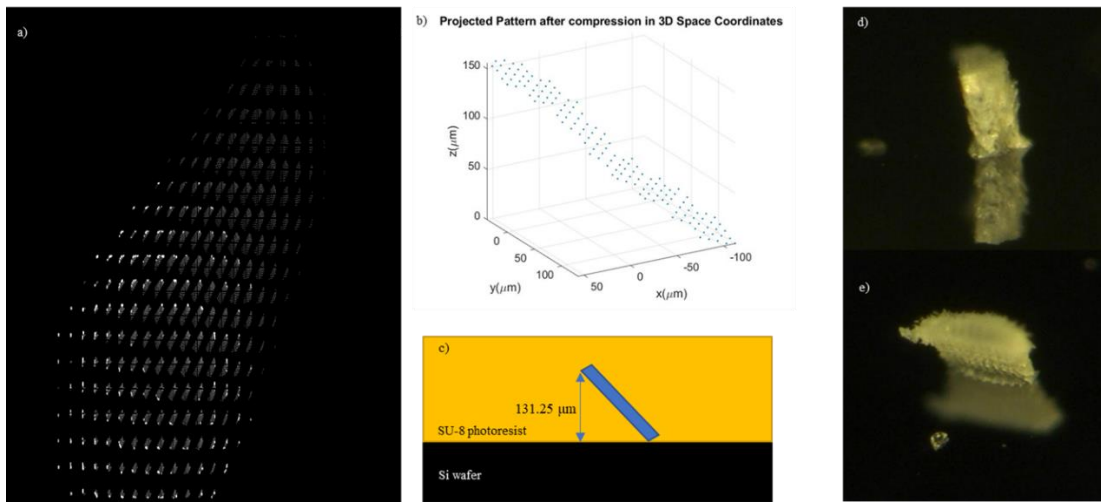 a)
b) Projected Pattern after compression in 3D Space Coordinates
150
100
50
0
z(μm)
0
50
100
y(μm)
50
0
-50
-100
x(μm)
c)
131.25 μm
SU-8 photoresist
Si wafer
d)
e)